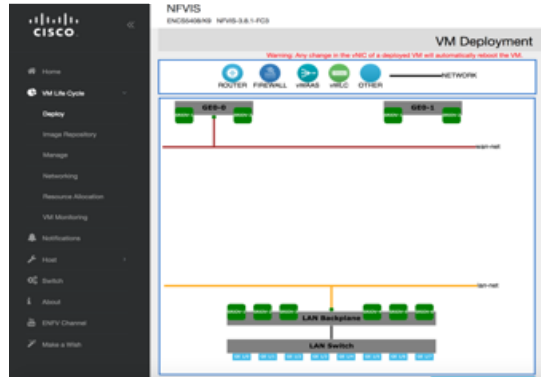 CISCO
NFVIS
ENCS5408/K9 NFVIS-3.8.1-FC3
VM Deployment
Warning: Any change in the vNIC of a deployed VM will automatically reboot the VM.
Home
VM Life Cycle
Deploy
Image Repository
Manage
Networking
Resource Allocation
VM Monitoring
Notifications
Host
Switch
About
ENFV Channel
Make a Wish
ROUTER FIREWALL vWAAS vWLC OTHER NETWORK
GE0-0
GE0-1
wan-net
lan-net
LAN Backplane
LAN Switch